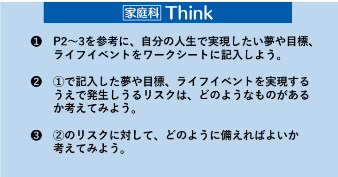 家庭科 Think
❶ P2～3を参考に、自分の人生で実現したい夢や目標、
ライフイベントをワークシートに記入しよう。
❷ ①で記入した夢や目標、ライフイベントを実現する
うえで発生しうるリスクは、どのようなものがある
か考えてみよう。
❸ ②のリスクに対して、どのように備えればよいか
考えてみよう。